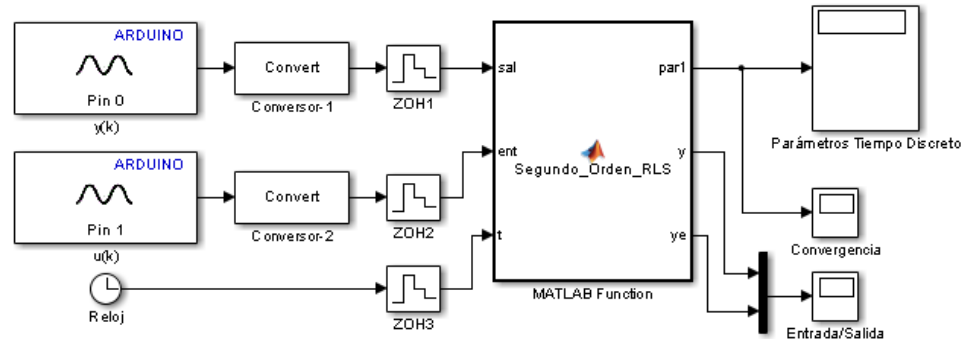 ARDUINO
Pin 0
y(k)
Convert
Conversor-1
ZOH1
sal
par1
Parámetros Tiempo Discreto
ARDUINO
Pin 1
u(k)
Convert
Conversor-2
ZOH2
ent
Segundo_Orden_RLS
y
Convergencia
Reloj
ZOH3
t
ye
MATLAB Function
Entrada/Salida